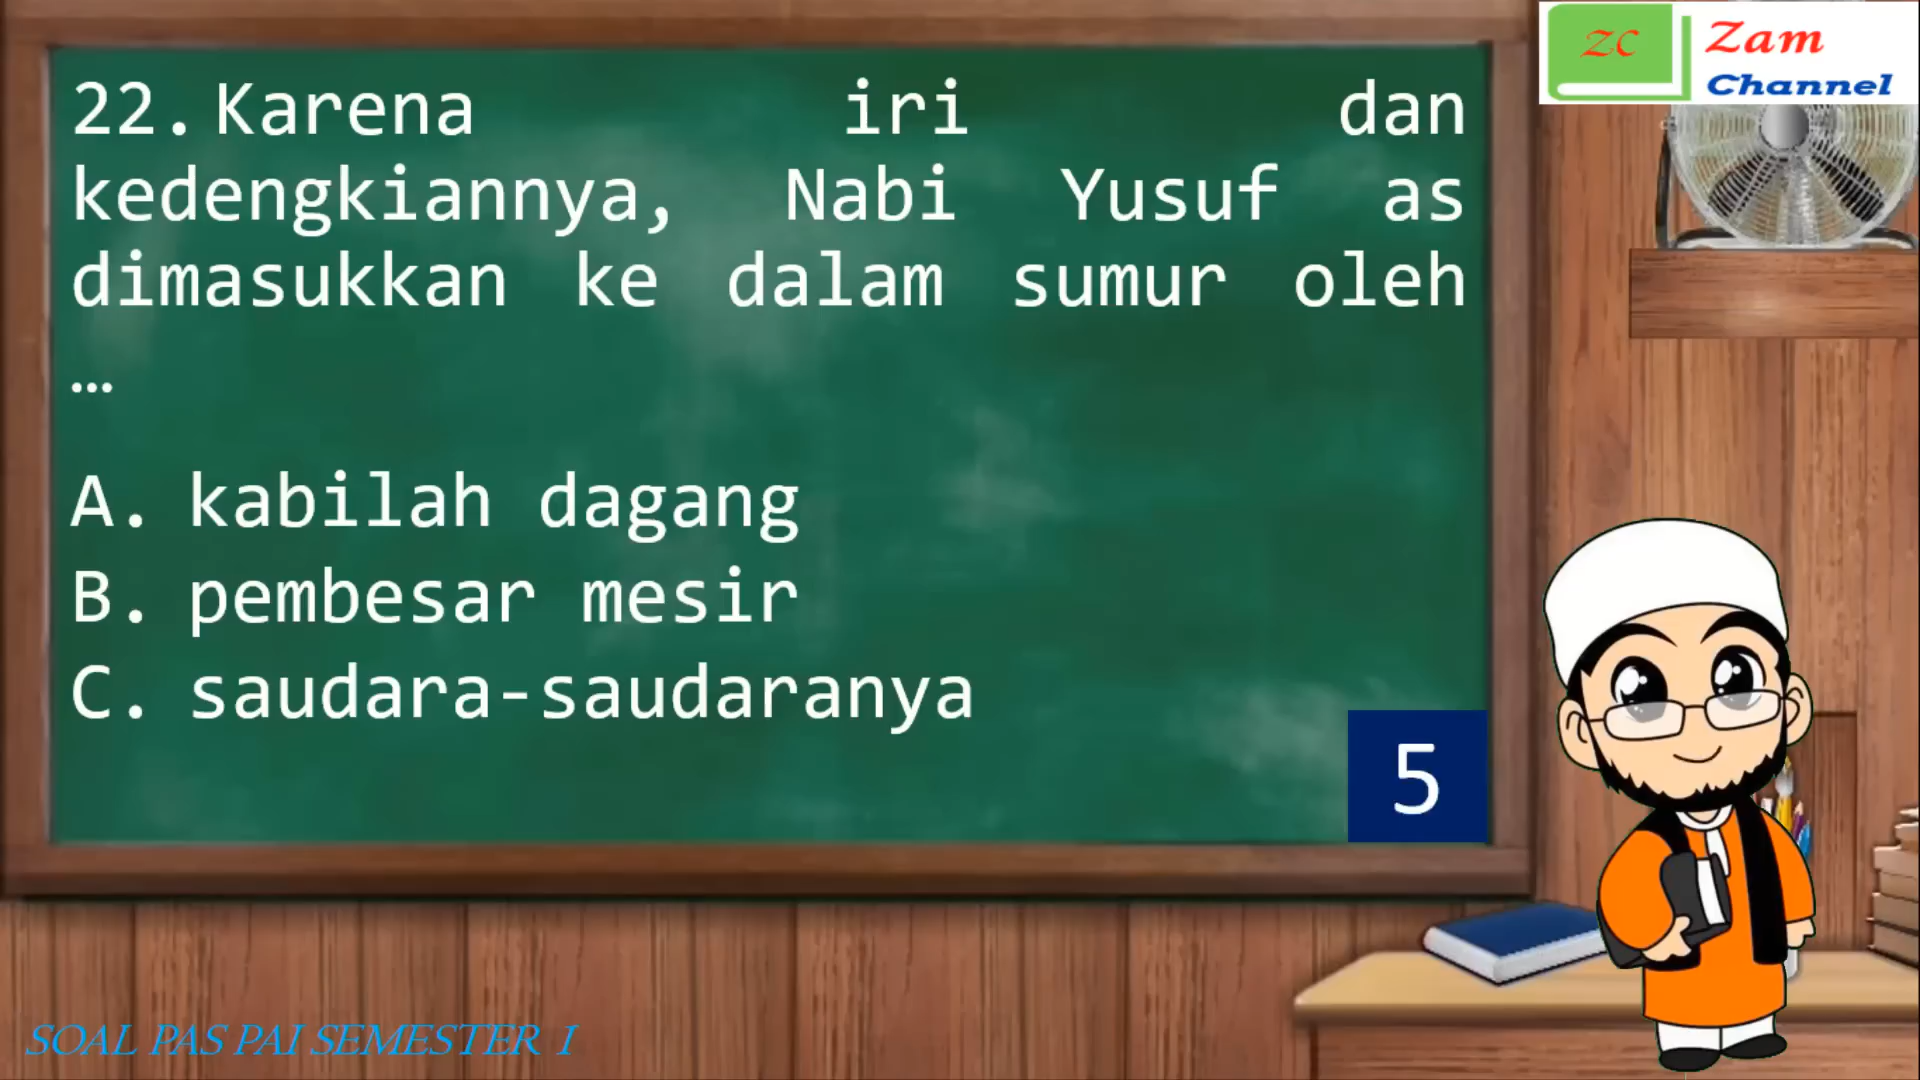 ZC
Zam
Channel
22. Karena iri dan
kedengkiannya, Nabi Yusuf as
dimasukkan ke dalam sumur oleh
…
A. kabilah dagang
B. pembesar mesir
C. saudara-saudaranya
5
SOAL PAS PAI SEMESTER I